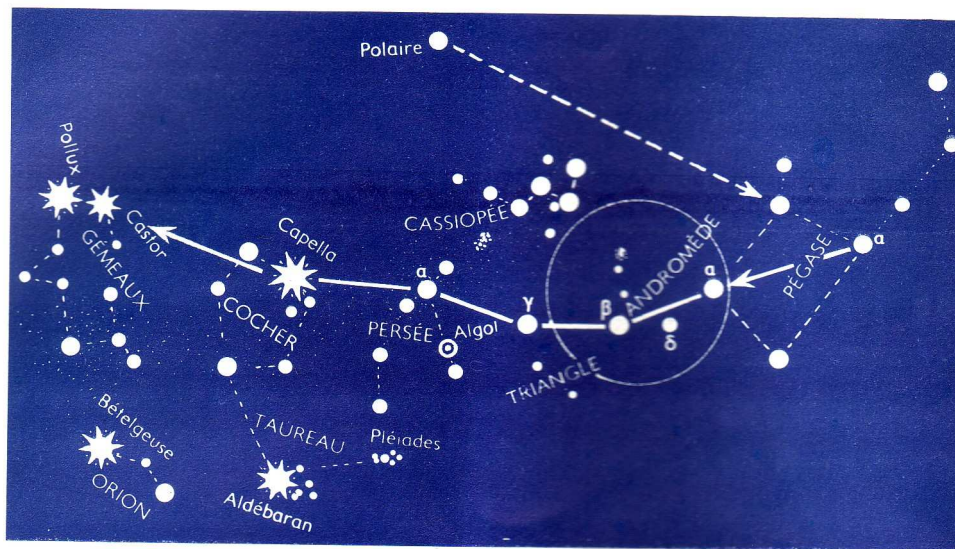 Polaire
Pollux
Castor
GÉMEAUX
Capella
COCHER
CASSIOPÉE
α
PERSÉE
Algol
γ
β
ANDROMÈDE
α
δ
TRIANGLE
PÉGASE
α
Bételgeuse
ORION
TAUREAU
Pléiades
Aldébaran